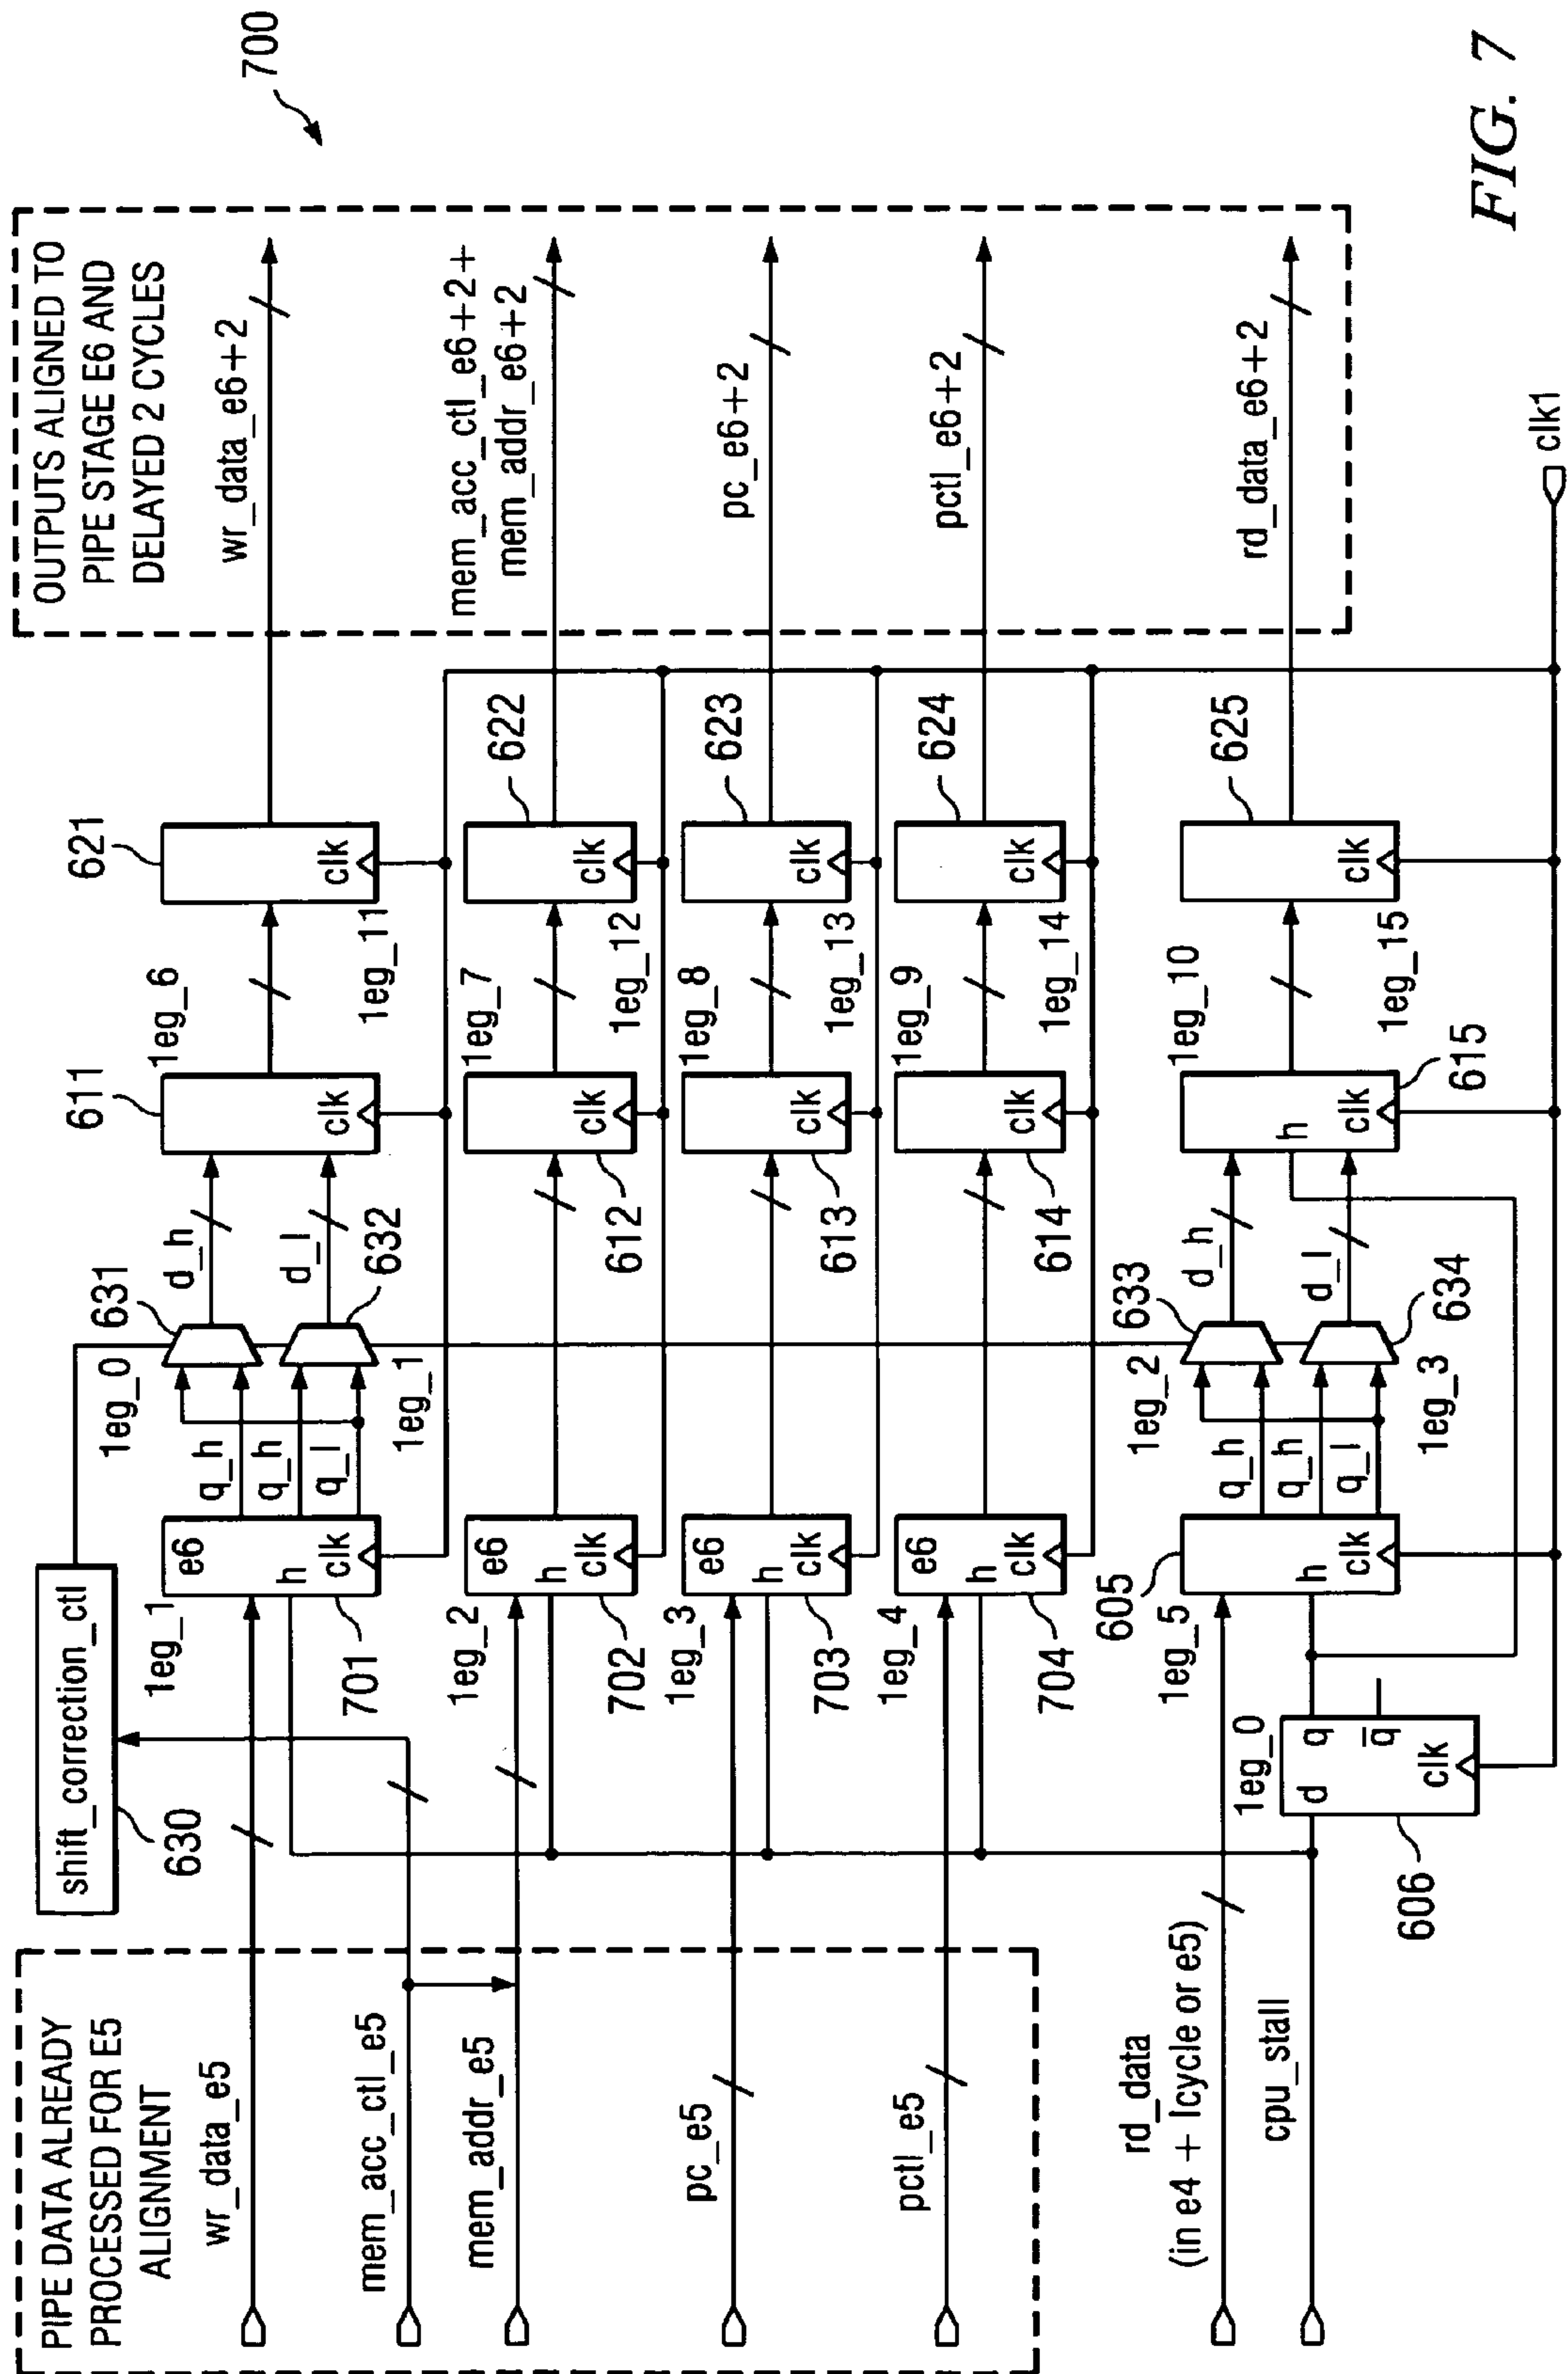 700
FIG. 7
shift_correction_ctl
630
PIPE DATA ALREADY
PROCESSED FOR E5
ALIGNMENT
wr_data_e5
mem_acc_ctl_e5
mem_addr_e5
pc_e5
pctl_e5
rd_data
(in e4 + Icycle or e5)
cpu_stall
1eg_1
e6
h
clk
701
q_h
q_h
q_l
1eg_0
631
1eg_1
632
d_h
d_l
611
clk
1eg_6
621
clk
1eg_11
1eg_2
e6
h
clk
702
612
clk
1eg_7
622
clk
1eg_12
1eg_3
e6
h
clk
703
613
clk
1eg_8
623
clk
1eg_13
1eg_4
e6
h
clk
704
614
clk
1eg_9
624
clk
1eg_14
1eg_0
d
q
q
clk
606
1eg_5
605
h
clk
q_h
q_h
q_l
1eg_2
633
1eg_3
634
d_h
d_l
h
clk
615
1eg_10
625
clk
1eg_15
OUTPUTS ALIGNED TO
PIPE STAGE E6 AND
DELAYED 2 CYCLES
wr_data_e6+2
mem_acc_ctl_e6+2+
mem_addr_e6+2
pc_e6+2
pctl_e6+2
rd_data_e6+2
clk1